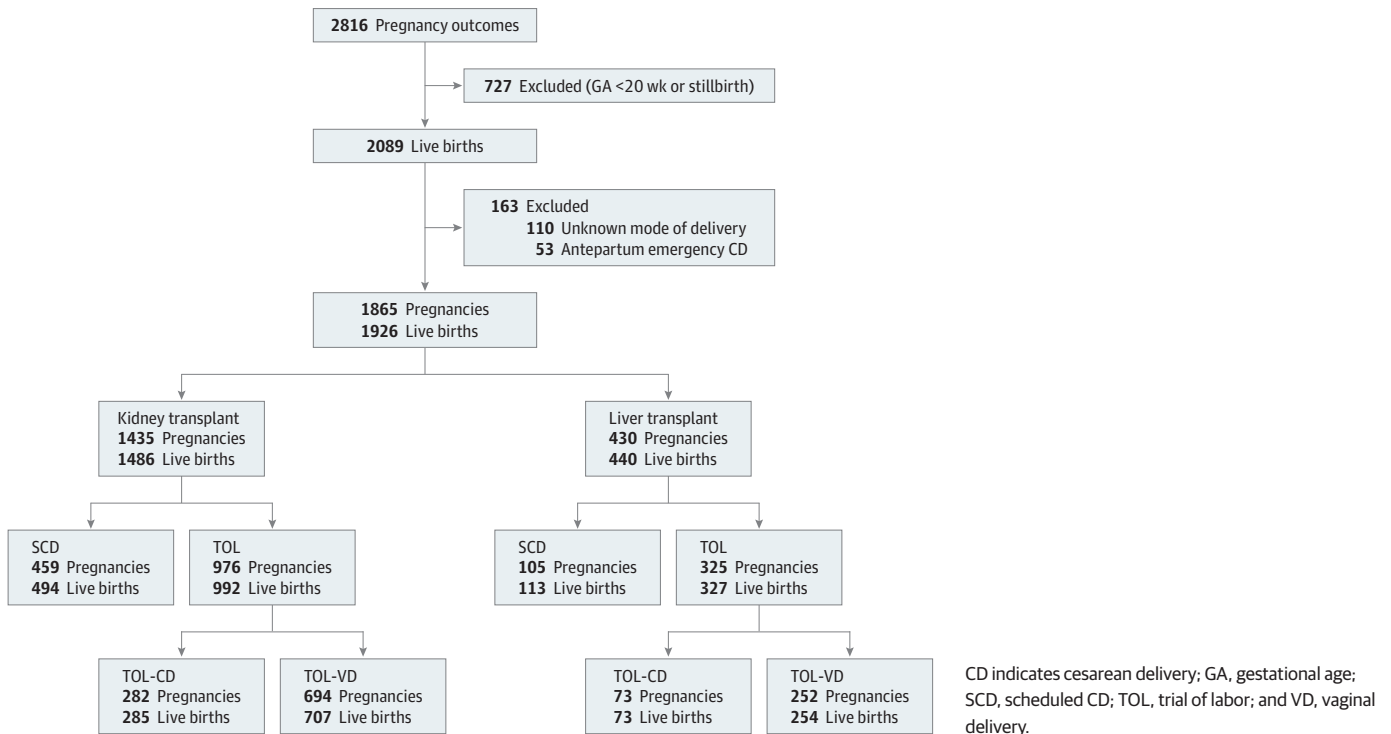 2816 Pregnancy outcomes
727 Excluded (GA <20 wk or stillbirth)
2089 Live births
163 Excluded
110 Unknown mode of delivery
53 Antepartum emergency CD
1865 Pregnancies
1926 Live births
Kidney transplant
1435 Pregnancies
1486 Live births
Liver transplant
430 Pregnancies
440 Live births
SCD
459 Pregnancies
494 Live births
TOL
976 Pregnancies
992 Live births
SCD
105 Pregnancies
113 Live births
TOL
325 Pregnancies
327 Live births
TOL-CD
282 Pregnancies
285 Live births
TOL-VD
694 Pregnancies
707 Live births
TOL-CD
73 Pregnancies
73 Live births
TOL-VD
252 Pregnancies
254 Live births
CD indicates cesarean delivery; GA, gestational age;
SCD, scheduled CD; TOL, trial of labor; and VD, vaginal
delivery.